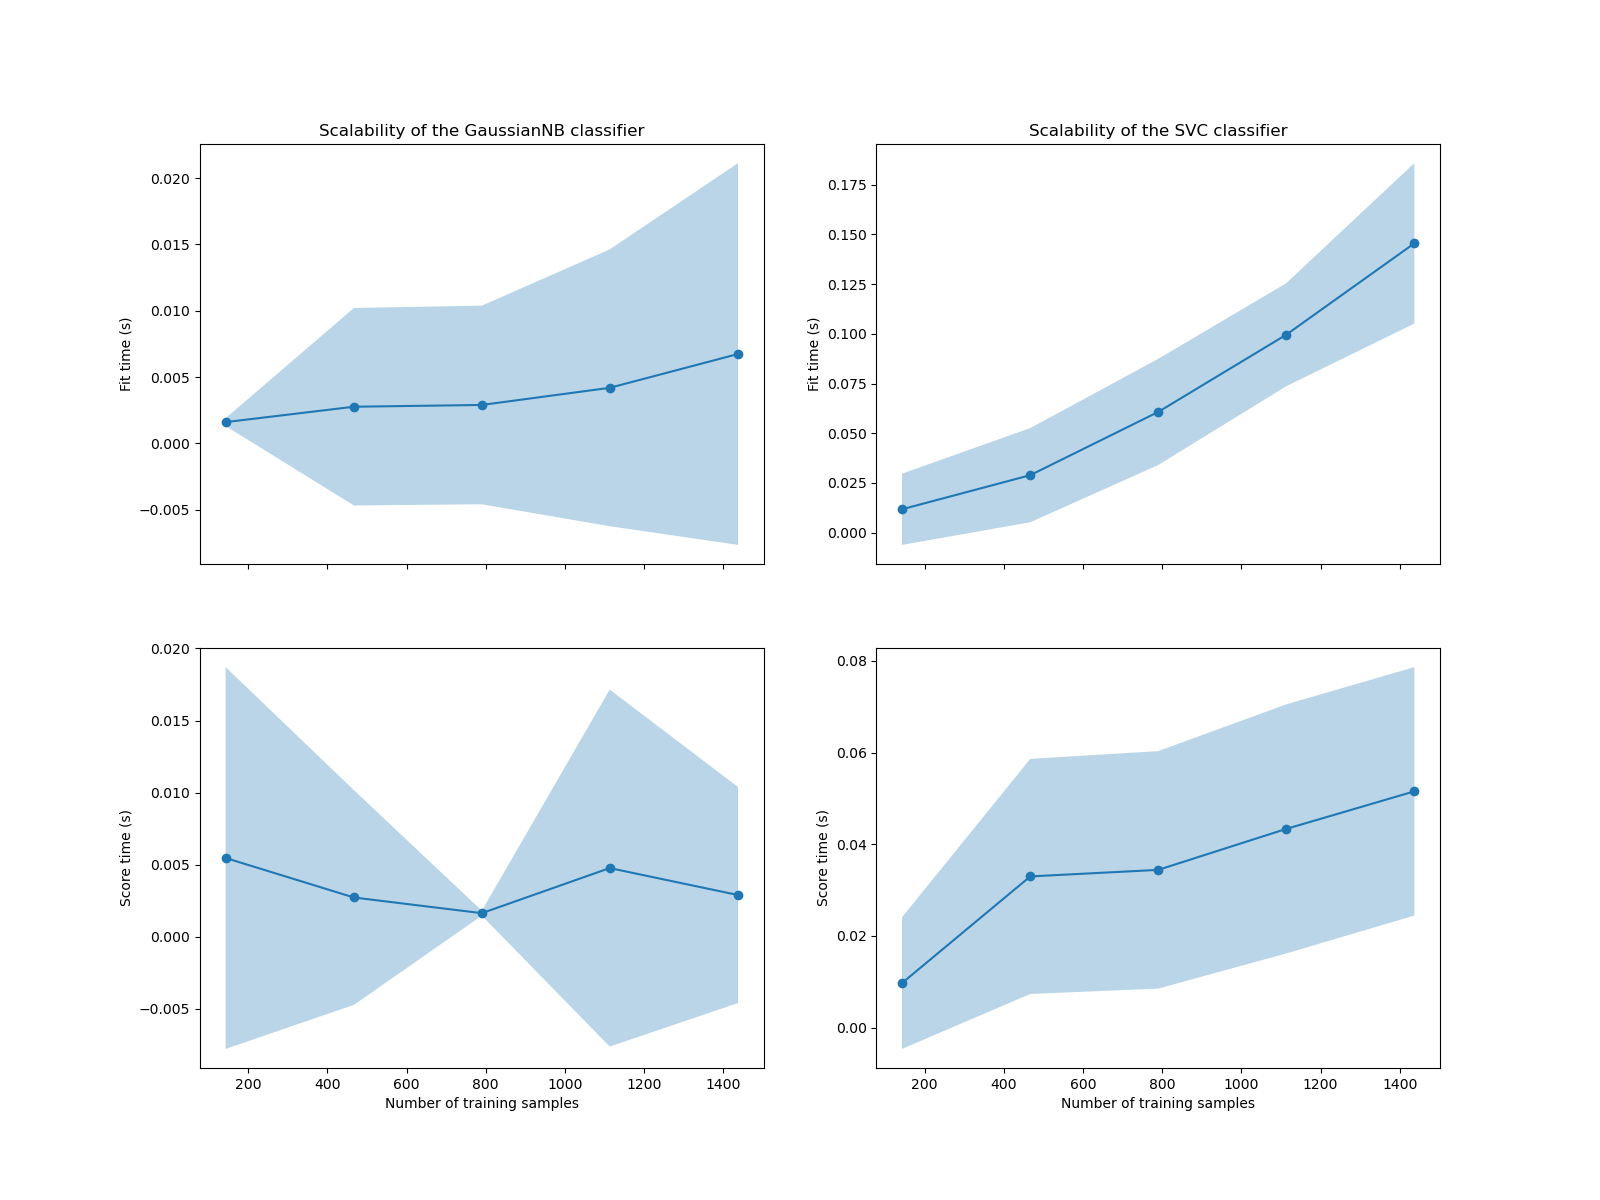 Scalability of the GaussianNB classifier
Fit time (s)
0.020
0.015
0.010
0.005
0.000
−0.005
Scalability of the SVC classifier
Fit time (s)
0.175
0.150
0.125
0.100
0.075
0.050
0.025
0.000
Score time (s)
0.020
0.015
0.010
0.005
0.000
−0.005
200 400 600 800 1000 1200 1400
Number of training samples
Score time (s)
0.08
0.06
0.04
0.02
0.00
200 400 600 800 1000 1200 1400
Number of training samples